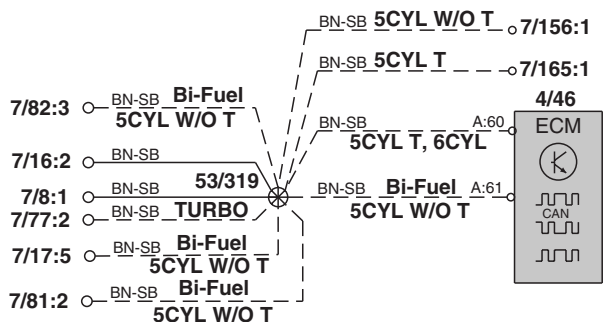 BN-SB 5CYL W/O T 7/156:1
BN-SB 5CYL T 7/165:1
4/46
7/82:3 BN-SB Bi-Fuel
5CYL W/O T
BN-SB A:60 ECM
5CYL T, 6CYL
7/16:2 BN-SB
53/319
7/8:1 BN-SB
BN-SB Bi-Fuel A:61
5CYL W/O T
CAN
7/77:2 BN-SB TURBO
7/17:5 BN-SB Bi-Fuel
5CYL W/O T
7/81:2 BN-SB Bi-Fuel
5CYL W/O T